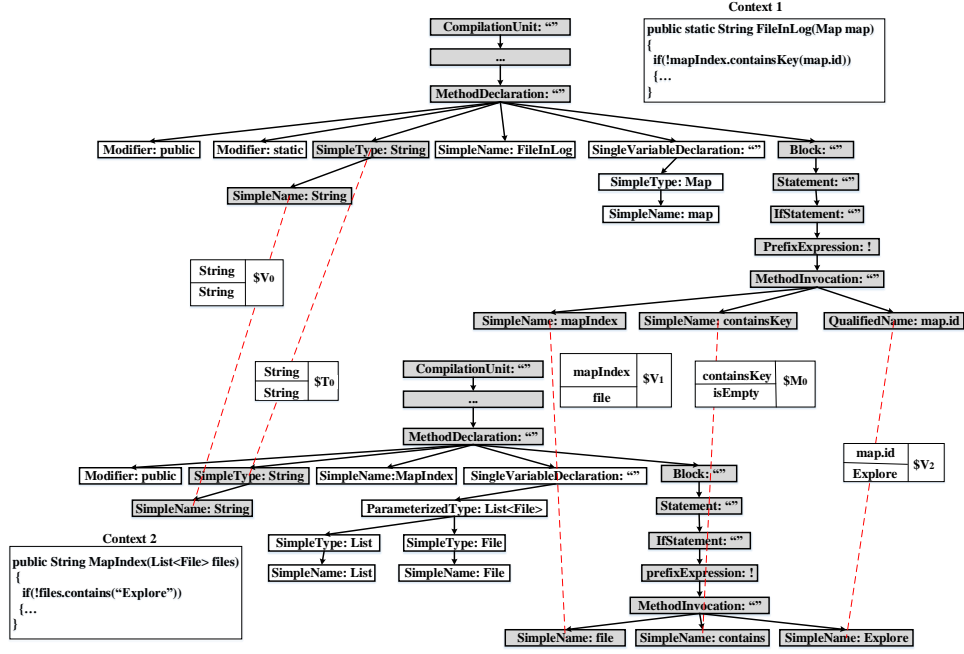 Context 1
public static String FileInLog(Map map)
{
if(!mapIndex.containsKey(map.id))
{…
}
CompilationUnit: “”
...
MethodDeclaration: “”
Modifier: public
Modifier: static
SimpleType: String
SimpleName: FileInLog
SingleVariableDeclaration: “”
Block: “”
SimpleName: String
SimpleType: Map
SimpleName: map
Statement: “”
IfStatement: “”
PrefixExpression: !
MethodInvocation: “”
String
String
$V0
SimpleName: mapIndex
SimpleName: containsKey
QualifiedName: map.id
String
String
$T0
mapIndex
file
$V1
containsKey
isEmpty
$M0
map.id
Explore
$V2
CompilationUnit: “”
...
MethodDeclaration: “”
Modifier: public
SimpleType: String
SimpleName:MapIndex
SingleVariableDeclaration: “”
Block: “”
SimpleName: String
ParameterizedType: List<File>
Statement: “”
SimpleType: List
SimpleType: File
IfStatement: “”
SimpleName: List
SimpleName: File
prefixExpression: !
MethodInvocation: “”
SimpleName: file
SimpleName: contains
SimpleName: Explore
Context 2
public String MapIndex(List<File> files)
{
if(!files.contains(“Explore”))
{…
}